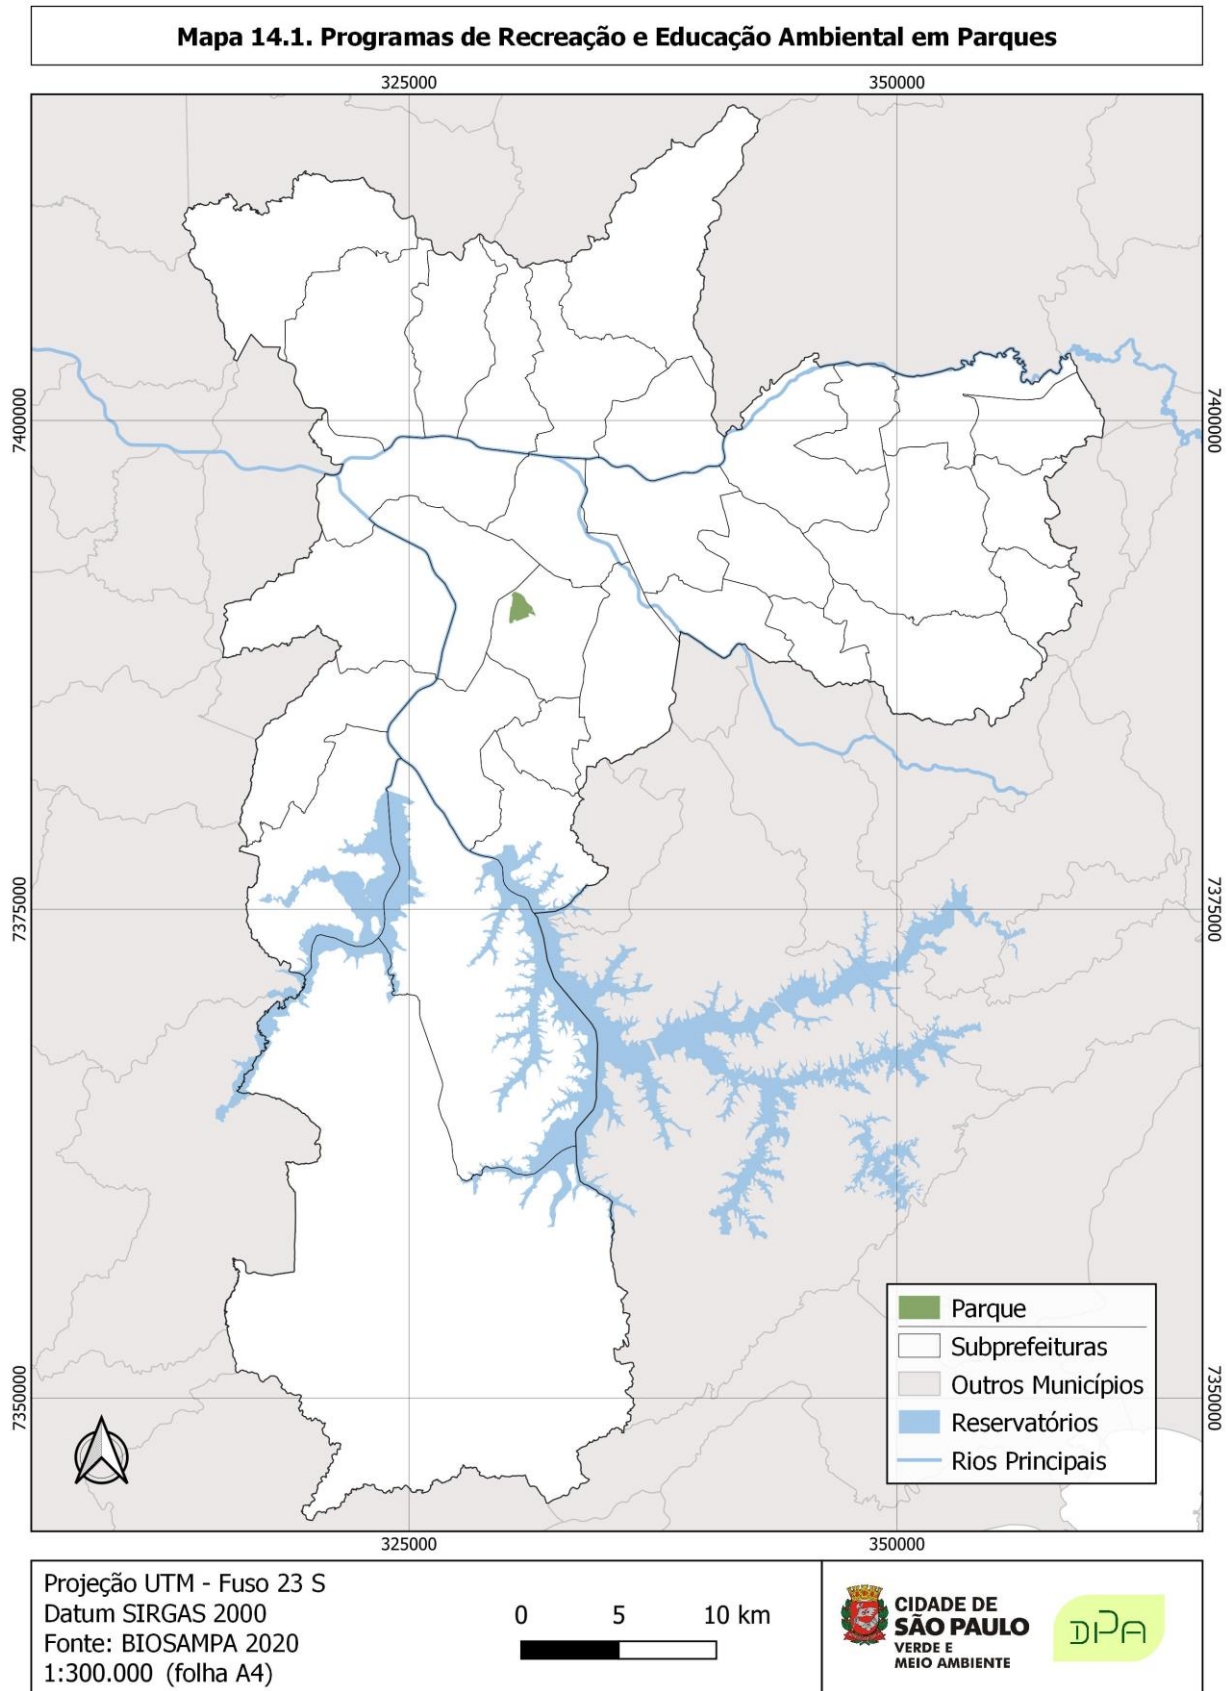 Mapa 14.1. Programas de Recreação e Educação Ambiental em Parques
325000
350000
7400000
7400000
7375000
7375000
7350000
7350000
Parque
Subprefeituras
Outros Municípios
Reservatórios
Rios Principais
325000
350000
Projeção UTM - Fuso 23 S
Datum SIRGAS 2000
Fonte: BIOSAMPA 2020
1:300.000 (folha A4)
0 5 10 km
CIDADE DE
SÃO PAULO
VERDE E
MEIO AMBIENTE
DPA